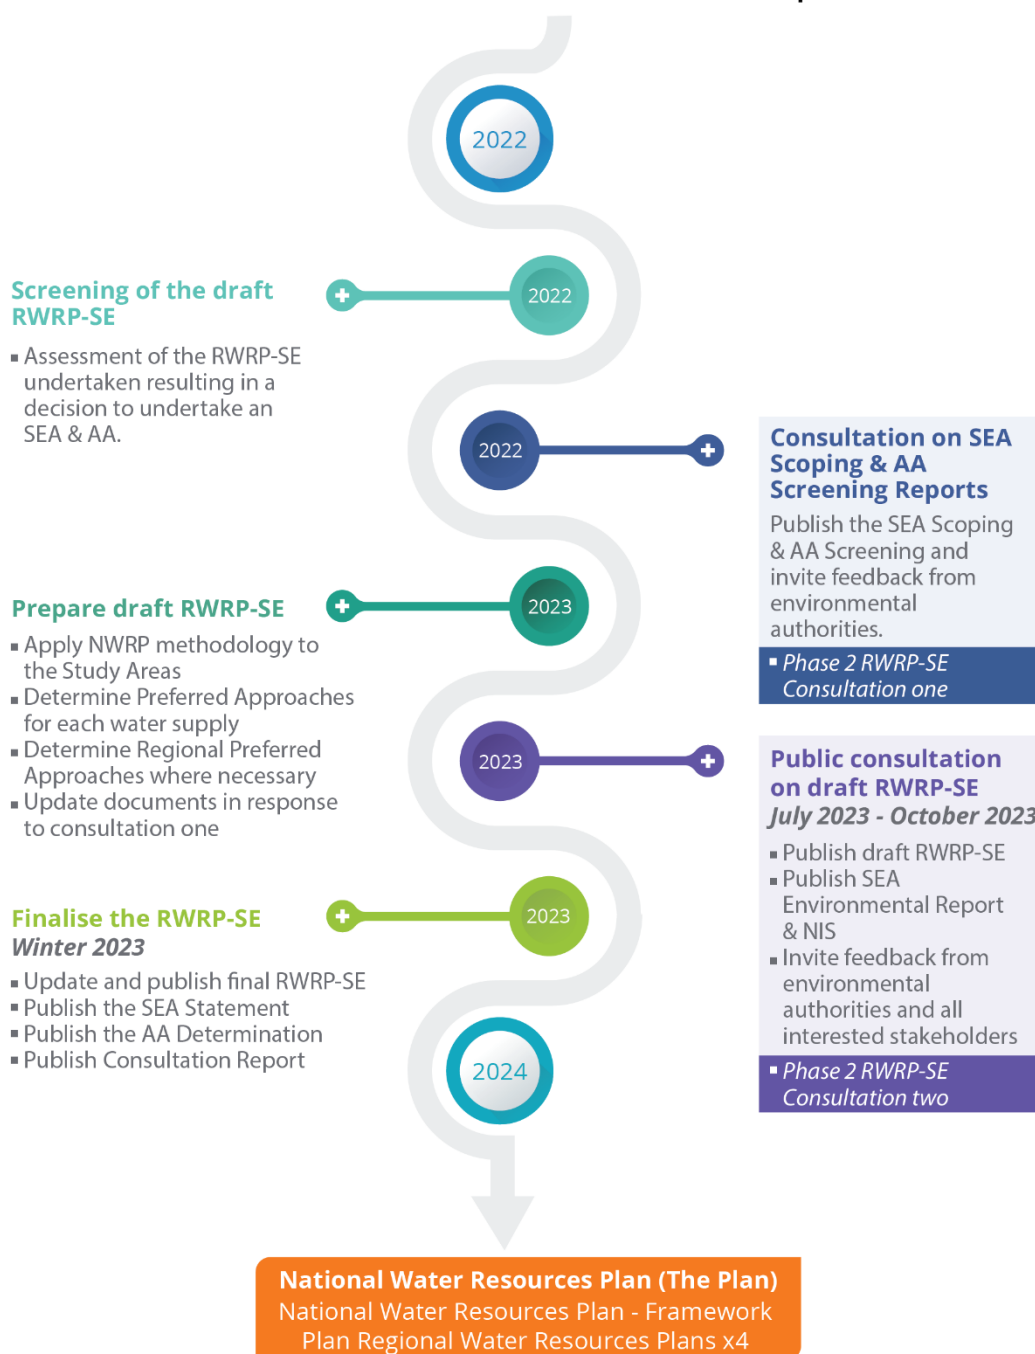 2022
Screening of the draft
RWRP-SE
▪ Assessment of the RWRP-SE
undertaken resulting in a
decision to undertake an
SEA & AA.
2022
2022
Consultation on SEA
Scoping & AA
Screening Reports
Publish the SEA Scoping
& AA Screening and
invite feedback from
environmental
authorities.
▪ Phase 2 RWRP-SE
Consultation one
Prepare draft RWRP-SE
▪ Apply NWRP methodology to
the Study Areas
▪ Determine Preferred Approaches
for each water supply
▪ Determine Regional Preferred
Approaches where necessary
▪ Update documents in response
to consultation one
2023
2023
Public consultation
on draft RWRP-SE
July 2023 - October 2023
▪ Publish draft RWRP-SE
▪ Publish SEA
Environmental Report
& NIS
▪ Invite feedback from
environmental
authorities and all
interested stakeholders
▪ Phase 2 RWRP-SE
Consultation two
Finalise the RWRP-SE
Winter 2023
▪ Update and publish final RWRP-SE
▪ Publish the SEA Statement
▪ Publish the AA Determination
▪ Publish Consultation Report
2023
2024
National Water Resources Plan (The Plan)
National Water Resources Plan - Framework
Plan Regional Water Resources Plans x4